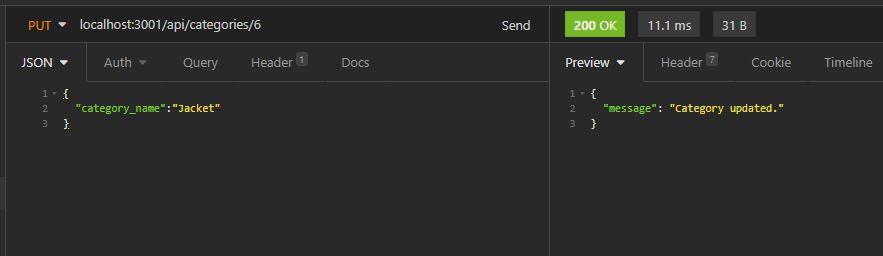 PUT localhost:3001/api/categories/6 Send
JSON Auth Query Header 1 Docs
1 {
2 "category_name":"Jacket"
3 }
200 OK 11.1 ms 31 B
Preview Header 7 Cookie Timeline
1 {
2 "message": "Category updated."
3 }